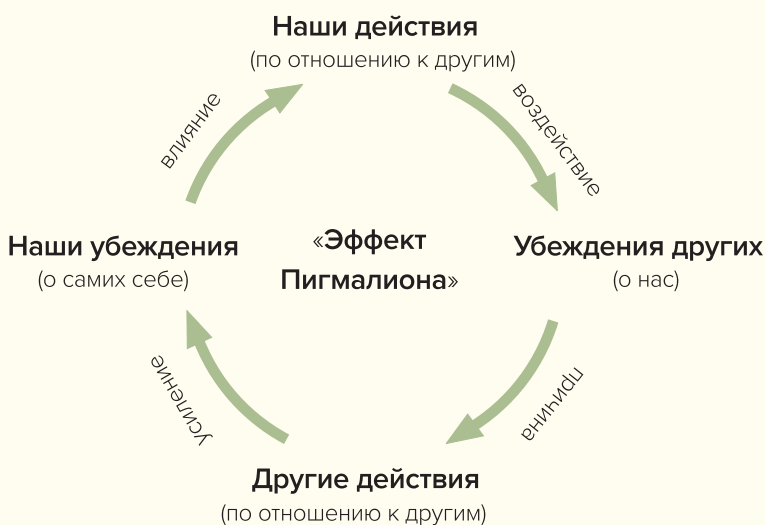 Наши действия
(по отношению к другим)
влияние
воздействие
Наши убеждения
(о самих себе)
«Эффект
Пигмалиона»
Убеждения других
(о нас)
усиление
причина
Другие действия
(по отношению к другим)